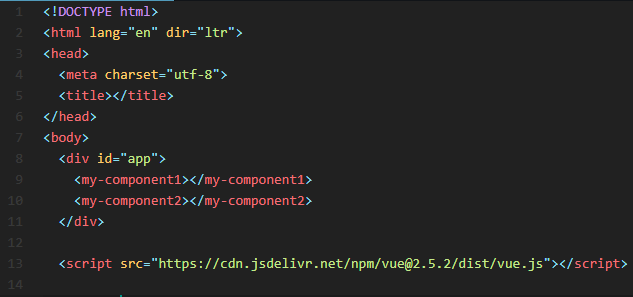 1 <!DOCTYPE html>
2 <html lang="en" dir="ltr">
3 <head>
4 <meta charset="utf-8">
5 <title></title>
6 </head>
7 <body>
8 <div id="app">
9 <my-component1></my-component1>
10 <my-component2></my-component2>
11 </div>
12
13 <script src="https://cdn.jsdelivr.net/npm/vue@2.5.2/dist/vue.js"></script>
14